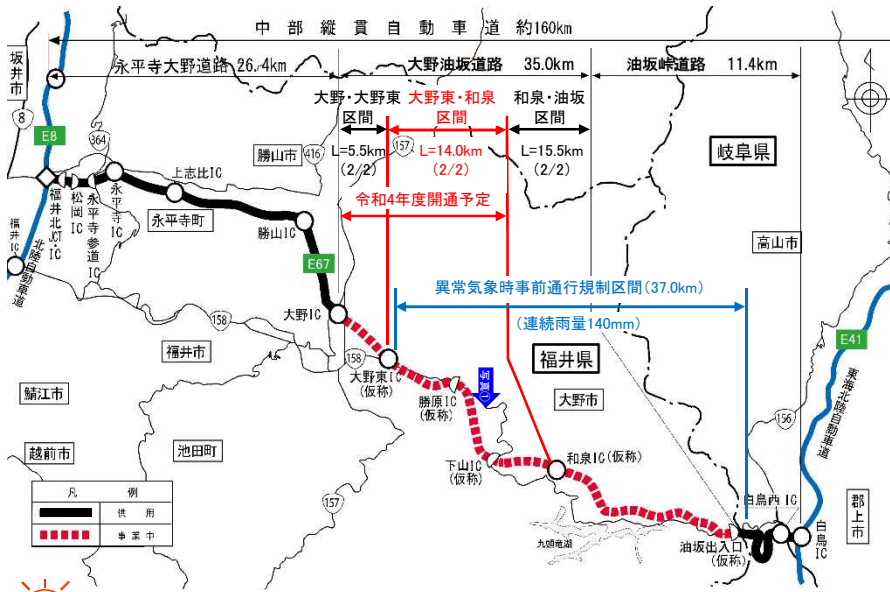 中部縦貫自動車道 約160km
永平寺大野道路 26.4km
大野油坂道路 35.0km
油坂峠道路 11.4km
大野・大野東
区間
大野東・和泉
区間
和泉・油坂
区間
L=5.5km
(2/2)
L=14.0km
(2/2)
L=15.5km
(2/2)
令和4年度開通予定
異常気象時事前通行規制区間(37.0km)
(連続雨量140mm)
坂井市
8
E8
364
416
157
勝山市
岐阜県
高山市
上志比IC
永平寺町
福井北JCT・IC
松岡IC
永平寺参道IC
永平寺IC
勝山IC
E67
福井IC
北陸自動車道
大野IC
158
福井市
158
大野東IC
(仮称)
勝原IC
(仮称)
写真①
福井県
大野市
E41
東海北陸自動車道
156
鯖江市
越前市
池田町
下山IC
(仮称)
和泉IC(仮称)
157
九頭竜湖
油坂出入口
(仮称)
白鳥西IC
白鳥IC
郡上市
凡例
供用
事業中